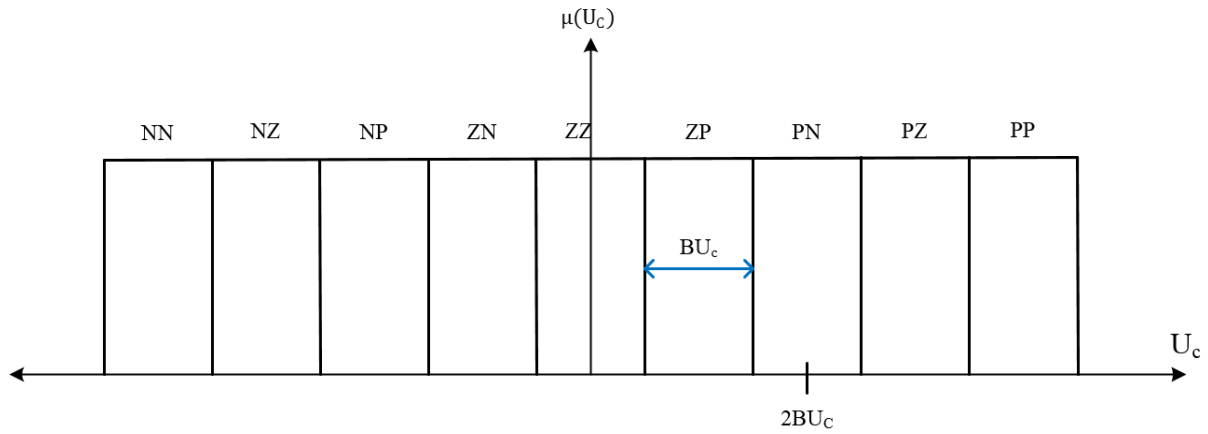 μ(U_C)
NN NZ NP ZN ZZ ZP PN PZ PP
BU_c
U_c
2BU_C